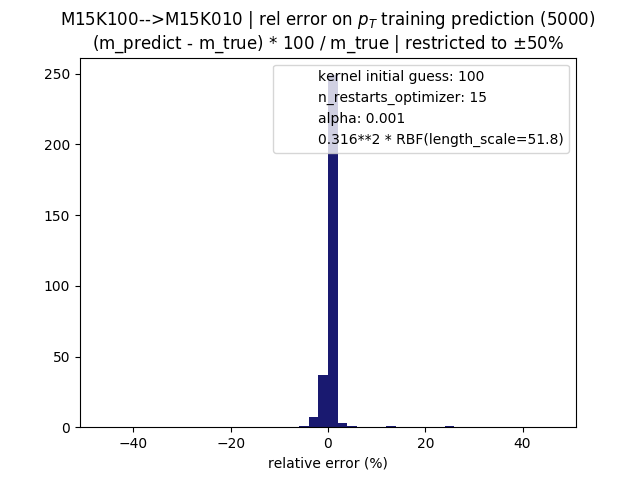 M15K100-->M15K010 | rel error on p_T training prediction (5000)
(m_predict - m_true) * 100 / m_true | restricted to ±50%
kernel initial guess: 100
n_restarts_optimizer: 15
alpha: 0.001
0.316**2 * RBF(length_scale=51.8)
250
200
150
100
50
0
−40 −20 0 20 40
relative error (%)